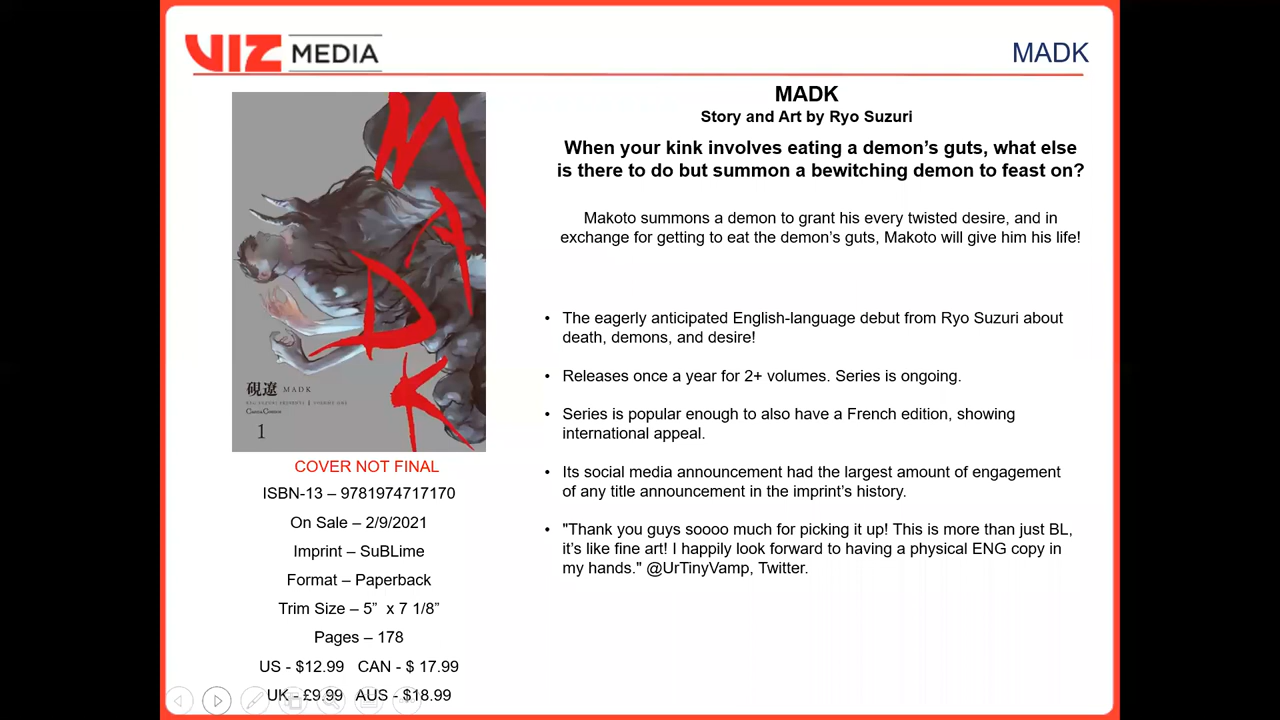 VIZ MEDIA
MADK
MADK
Story and Art by Ryo Suzuri
When your kink involves eating a demon's guts, what else
is there to do but summon a bewitching demon to feast on?
Makoto summons a demon to grant his every twisted desire, and in
exchange for getting to eat the demon's guts, Makoto will give him his life!
• The eagerly anticipated English-language debut from Ryo Suzuri about
death, demons, and desire!
• Releases once a year for 2+ volumes. Series is ongoing.
• Series is popular enough to also have a French edition, showing
international appeal.
• Its social media announcement had the largest amount of engagement
of any title announcement in the imprint's history.
• "Thank you guys soooo much for picking it up! This is more than just BL,
it's like fine art! I happily look forward to having a physical ENG copy in
my hands." @UrTinyVamp, Twitter.
MADK
硯遼 MADK
1
COVER NOT FINAL
ISBN-13 – 9781974717170
On Sale – 2/9/2021
Imprint – SuBLime
Format – Paperback
Trim Size – 5” x 7 1/8”
Pages – 178
US - $12.99 CAN - $ 17.99
UK - £9.99 AUS - $18.99